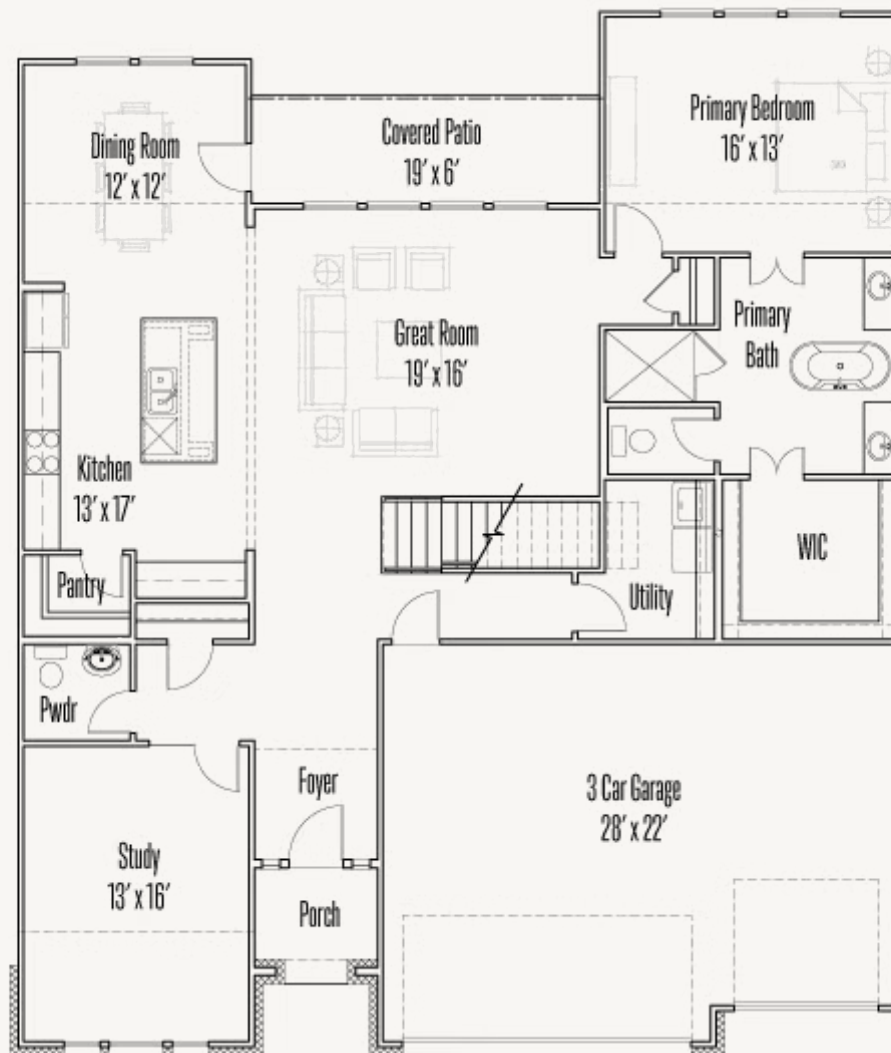 Primary Bedroom
16' x 13'
Covered Patio
19' x 6'
Dining Room
12' x 12'
Primary
Bath
Great Room
19' x 16'
Kitchen
13' x 17'
WIC
Pantry
Utility
Pwdr
Foyer
3 Car Garage
28' x 22'
Study
13' x 16'
Porch